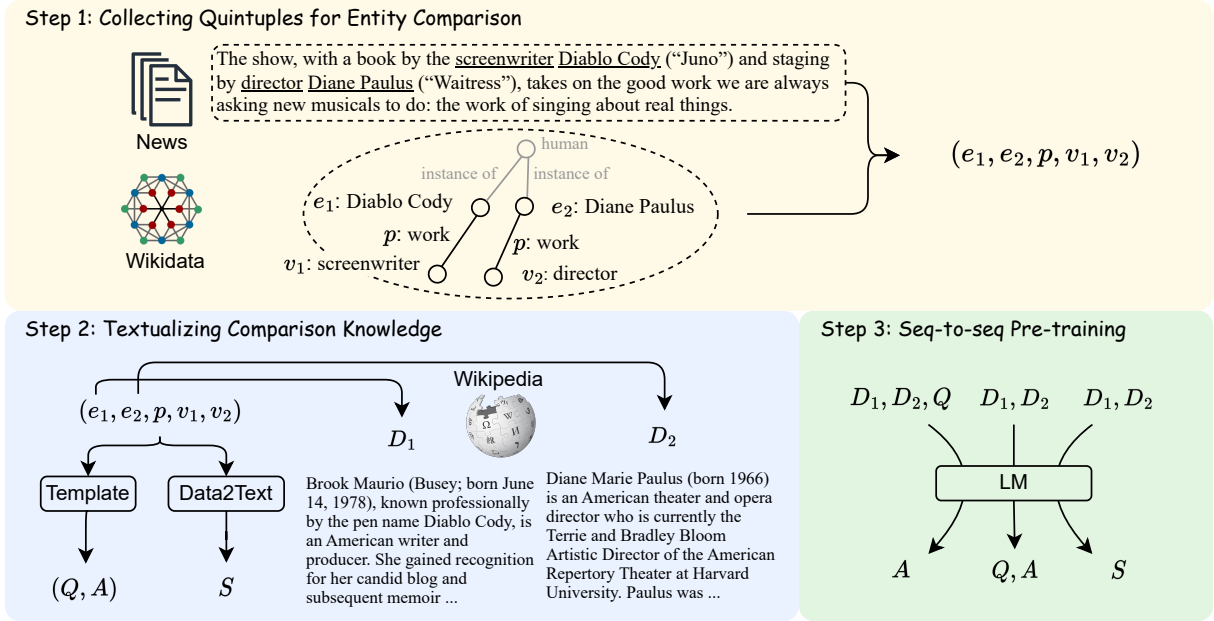 Step 1: Collecting Quintuples for Entity Comparison
The show, with a book by the screenwriter Diablo Cody (“Juno”) and staging
by director Diane Paulus (“Waitress”), takes on the good work we are always
asking new musicals to do: the work of singing about real things.
News
human
instance of
instance of
e₁: Diablo Cody
e₂: Diane Paulus
p: work
p: work
v₁: screenwriter
v₂: director
Wikidata
(e₁, e₂, p, v₁, v₂)
Step 2: Textualizing Comparison Knowledge
(e₁, e₂, p, v₁, v₂)
Wikipedia
Ω
W
И
D₁
D₂
Template
Data2Text
(Q, A)
S
Brook Maurio (Busey; born June
14, 1978), known professionally
by the pen name Diablo Cody, is
an American writer and
producer. She gained recognition
for her candid blog and
subsequent memoir ...
Diane Marie Paulus (born 1966)
is an American theater and opera
director who is currently the
Terrie and Bradley Bloom
Artistic Director of the American
Repertory Theater at Harvard
University. Paulus was ...
Step 3: Seq-to-seq Pre-training
D₁, D₂, Q
D₁, D₂
D₁, D₂
LM
A
Q, A
S